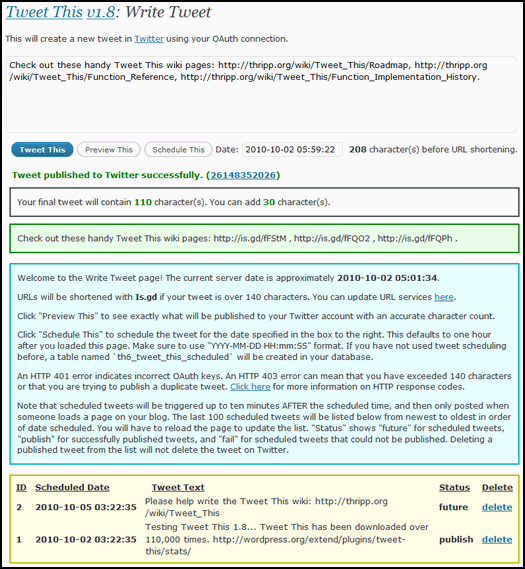 Tweet This v1.8: Write Tweet
This will create a new tweet in Twitter using your OAuth connection.
Check out these handy Tweet This wiki pages: http://thripp.org/wiki/Tweet_This/Roadmap, http://thripp.org
/wiki/Tweet_This/Function_Reference, http://thripp.org/wiki/Tweet_This/Function_Implementation_History.
Tweet This Preview This Schedule This Date: 2010-10-02 05:59:22 208 character(s) before URL shortening.
Tweet published to Twitter successfully. (26148352026)
Your final tweet will contain 110 character(s). You can add 30 character(s).
Check out these handy Tweet This wiki pages: http://is.gd/fFStM , http://is.gd/fFQO2 , http://is.gd/fFQPh .
Welcome to the Write Tweet page! The current server date is approximately 2010-10-02 05:01:34.
URLs will be shortened with Is.gd if your tweet is over 140 characters. You can update URL services here.
Click "Preview This" to see exactly what will be published to your Twitter account with an accurate character count.
Click "Schedule This" to schedule the tweet for the date specified in the box to the right. This defaults to one hour
after you loaded this page. Make sure to use "YYYY-MM-DD HH:mm:SS" format. If you have not used tweet scheduling
before, a table named `th6_tweet_this_scheduled` will be created in your database.
An HTTP 401 error indicates incorrect OAuth keys. An HTTP 403 error can mean that you have exceeded 140 characters
or that you are trying to publish a duplicate tweet. Click here for more information on HTTP response codes.
Note that scheduled tweets will be triggered up to ten minutes AFTER the scheduled time, and then only posted when
someone loads a page on your blog. The last 100 scheduled tweets will be listed below from newest to oldest in order
of date scheduled. You will have to reload the page to update the list. "Status" shows "future" for scheduled tweets,
"publish" for successfully published tweets, and "fail" for scheduled tweets that could not be published. Deleting a
published tweet from the list will not delete the tweet on Twitter.
ID Scheduled Date Tweet Text Status Delete
2 2010-10-05 03:22:35 Please help write the Tweet This wiki: http://thripp.org
/wiki/Tweet_This future delete
1 2010-10-02 03:22:35 Testing Tweet This 1.8... Tweet This has been downloaded over
110,000 times. http://wordpress.org/extend/plugins/tweet-
this/stats/ publish delete